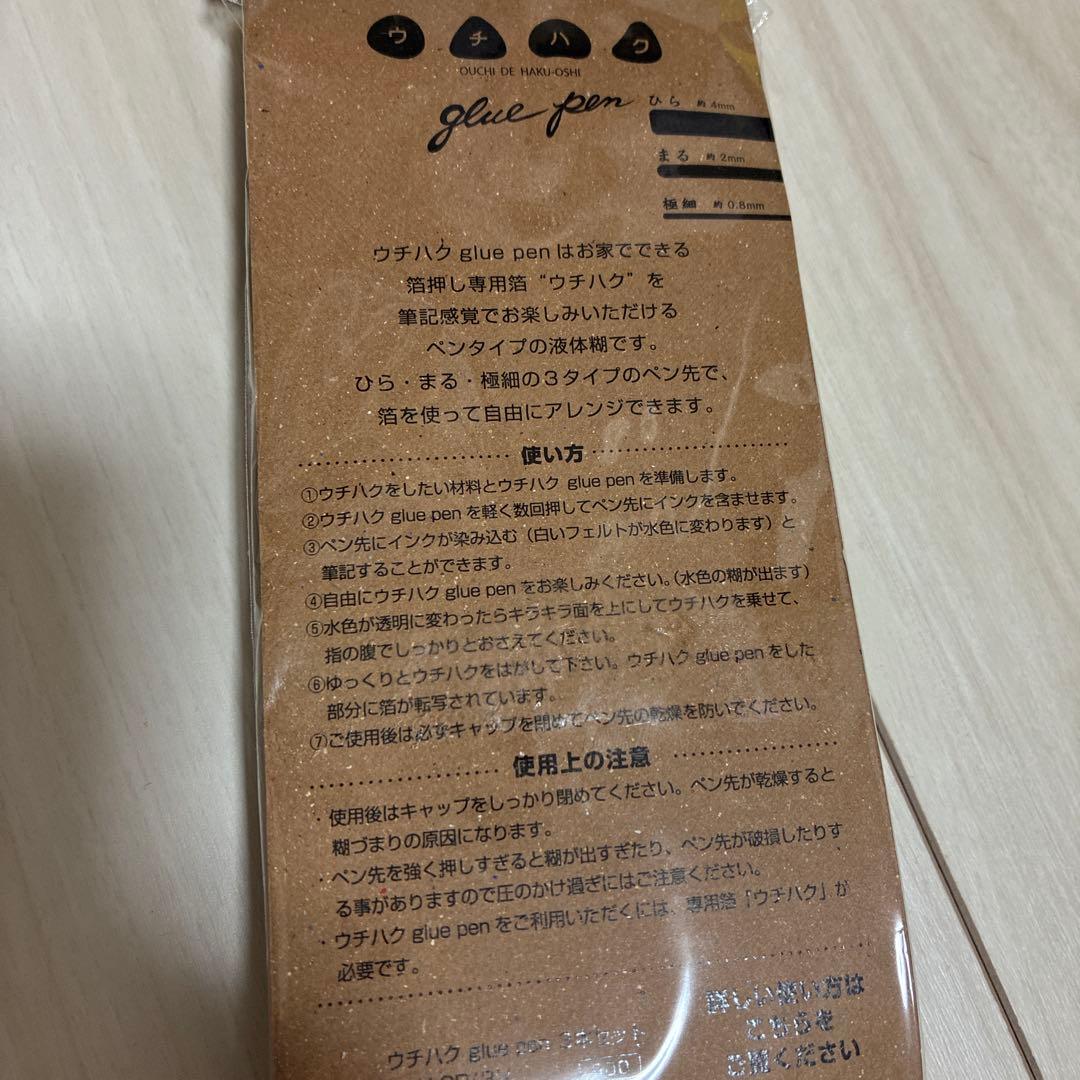 ウチハク
OUCHI DE HAKU-OSHI
glue pen
ひら 約4mm
まる 約2mm
極細 約0.8mm
ウチハク glue pen はお家でできる
箔押し専用箔“ウチハク”を
筆記感覚でお楽しみいただける
ペンタイプの液体糊です。
ひら・まる・極細の3タイプのペン先で、
箔を使って自由にアレンジできます。
使い方
①ウチハクをしたい材料とウチハク glue pen を準備します。
②ウチハク glue pen を軽く数回押してペン先にインクを含ませます。
③ペン先にインクが染み込む（白いフェルトが水色に変わります）と
筆記することができます。
④自由にウチハク glue pen をお楽しみください。（水色の糊が出ます）
⑤水色が透明に変わったらキラキラ面を上にしてウチハクを乗せて、
指の腹でしっかりとおさえてください。
⑥ゆっくりとウチハクをはがして下さい。ウチハク glue pen をした
部分に箔が転写されています。
⑦ご使用後は必ずキャップを閉めてペン先の乾燥を防いでください。
使用上の注意
・使用後はキャップをしっかり閉めてください。ペン先が乾燥すると
糊づまりの原因になります。
・ペン先を強く押しすぎると糊が出すぎたり、ペン先が破損したりす
る事がありますので圧のかけ過ぎにはご注意ください。
・ウチハク glue pen をご利用いただくには、専用箔「ウチハク」が
必要です。
詳しい使い方は
こちらを
ご覧ください
ウチハク glue pen 3本セット